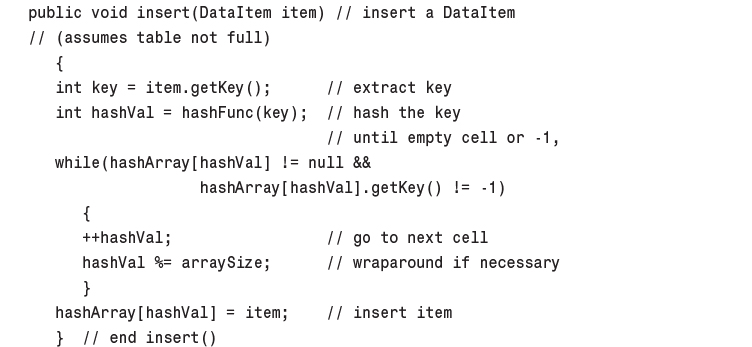 public void insert(DataItem item) // insert a DataItem
// (assumes table not full)
{
int key = item.getKey(); // extract key
int hashVal = hashFunc(key); // hash the key
// until empty cell or -1,
while(hashArray[hashVal] != null &&
hashArray[hashVal].getKey() != -1)
{
++hashVal; // go to next cell
hashVal %= arraySize; // wraparound if necessary
}
hashArray[hashVal] = item; // insert item
} // end insert()